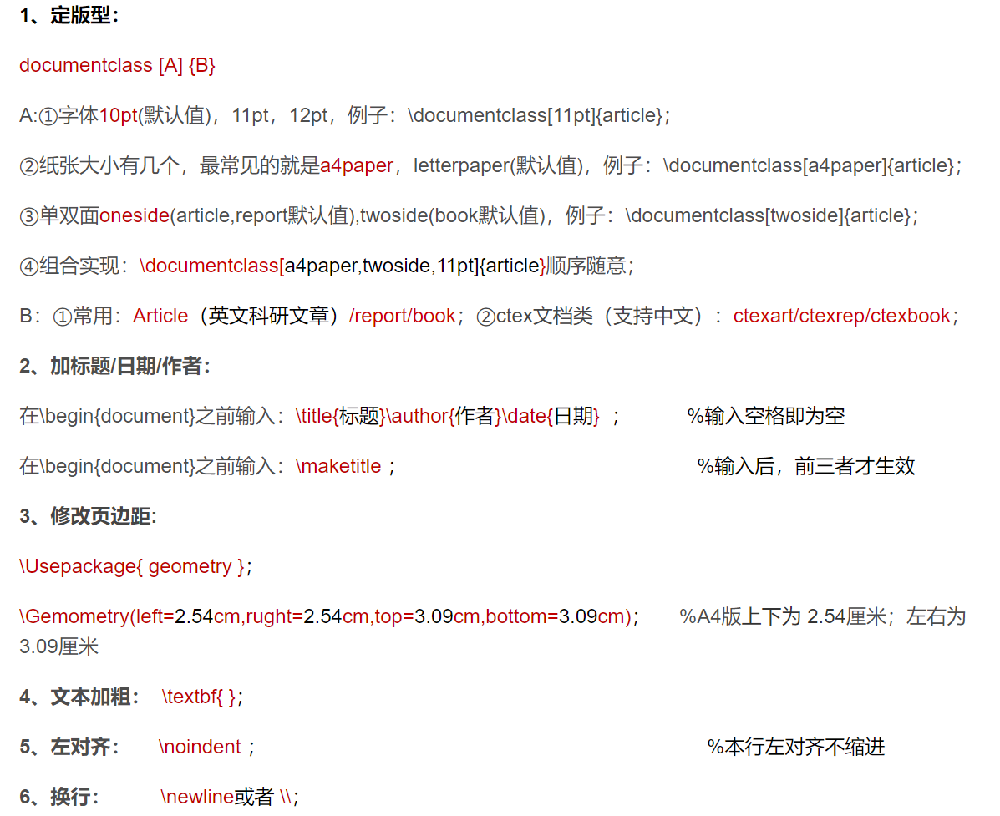 1、定版型：
documentclass [A] {B}
A:①字体10pt(默认值)，11pt，12pt，例子：\documentclass[11pt]{article}；
②纸张大小有几个，最常见的就是a4paper，letterpaper(默认值)，例子：\documentclass[a4paper]{article}；
③单双面oneside(article,report默认值),twoside(book默认值)，例子：\documentclass[twoside]{article}；
④组合实现：\documentclass[a4paper,twoside,11pt]{article}顺序随意；
B：①常用：Article（英文科研文章）/report/book；②ctex文档类（支持中文）：ctexart/ctexrep/ctexbook；
2、加标题/日期/作者：
在\begin{document}之前输入：\title{标题}\author{作者}\date{日期} ； %输入空格即为空
在\begin{document}之前输入：\maketitle； %输入后，前三者才生效
3、修改页边距:
\Usepackage{ geometry }；
\Gemometry(left=2.54cm,rught=2.54cm,top=3.09cm,bottom=3.09cm)； %A4版上下为 2.54厘米；左右为
3.09厘米
4、文本加粗： \textbf{ }；
5、左对齐： \noindent； %本行左对齐不缩进
6、换行： \newline或者 \\；